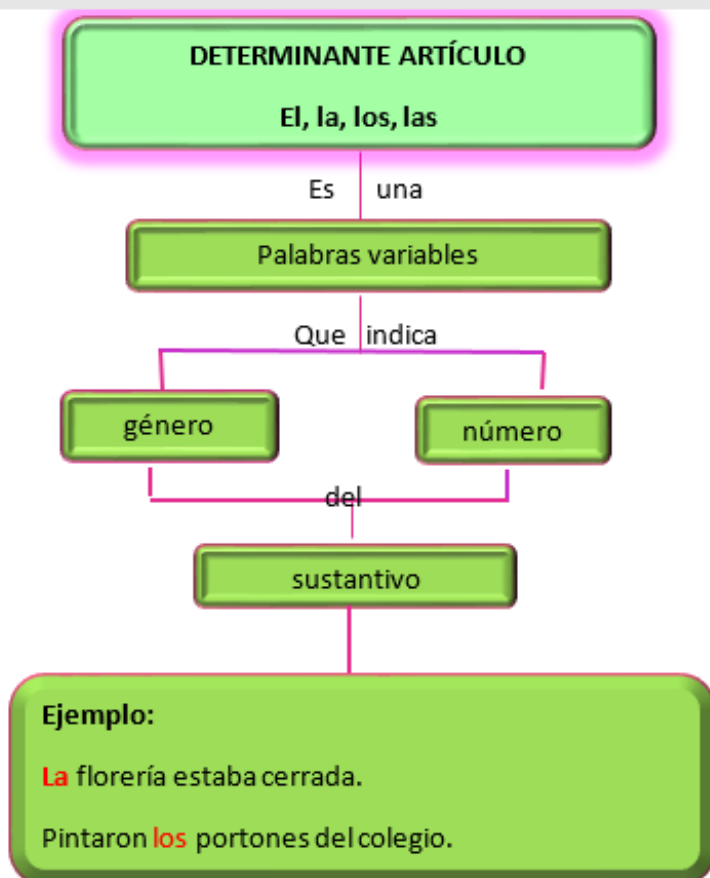 DETERMINANTE ARTÍCULO
El, la, los, las
Es una
Palabras variables
Que indica
género número
del
sustantivo
Ejemplo:
La florería estaba cerrada.
Pintaron los portones del colegio.